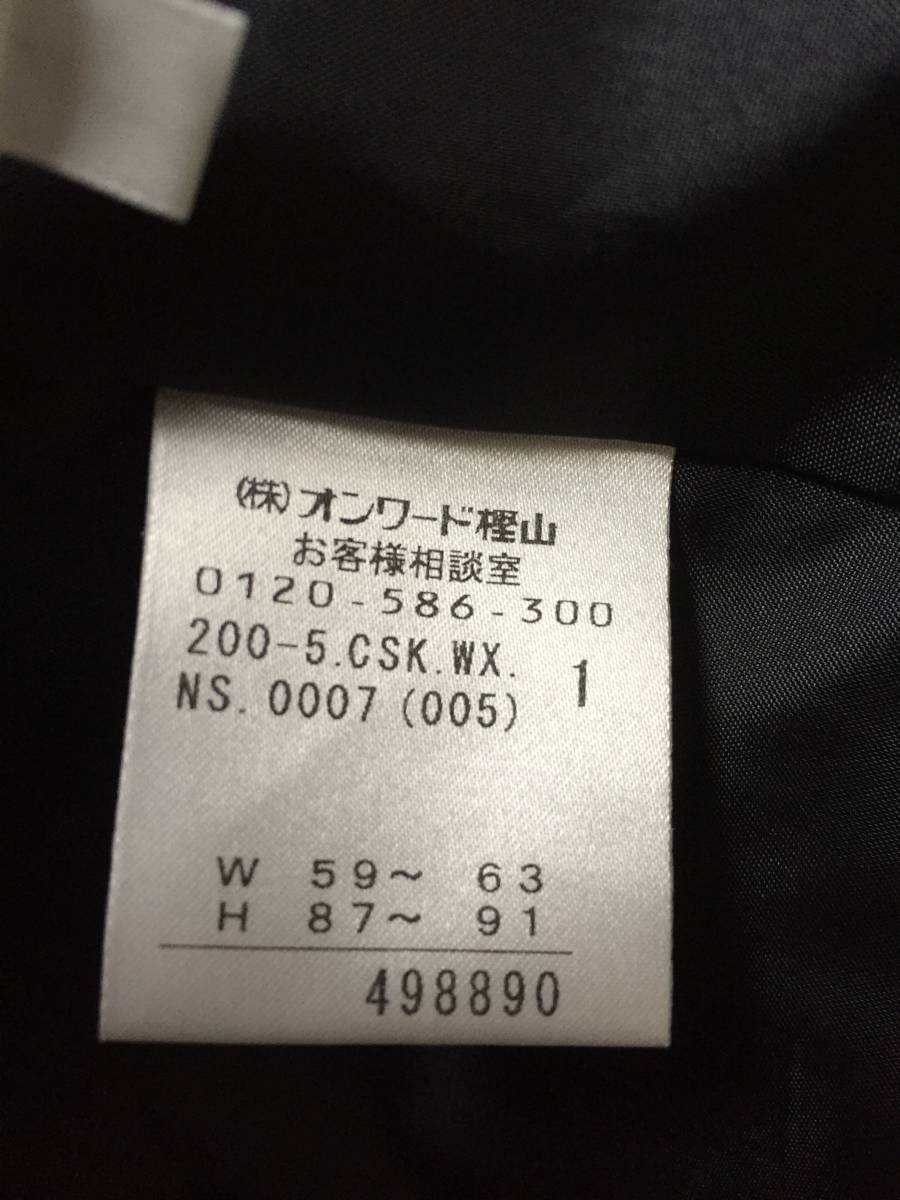 (株)オンワード樫山
お客様相談室
0120-586-300
200-5.CSK.WX. 1
NS.0007(005)
W 59～ 63
H 87～ 91
498890